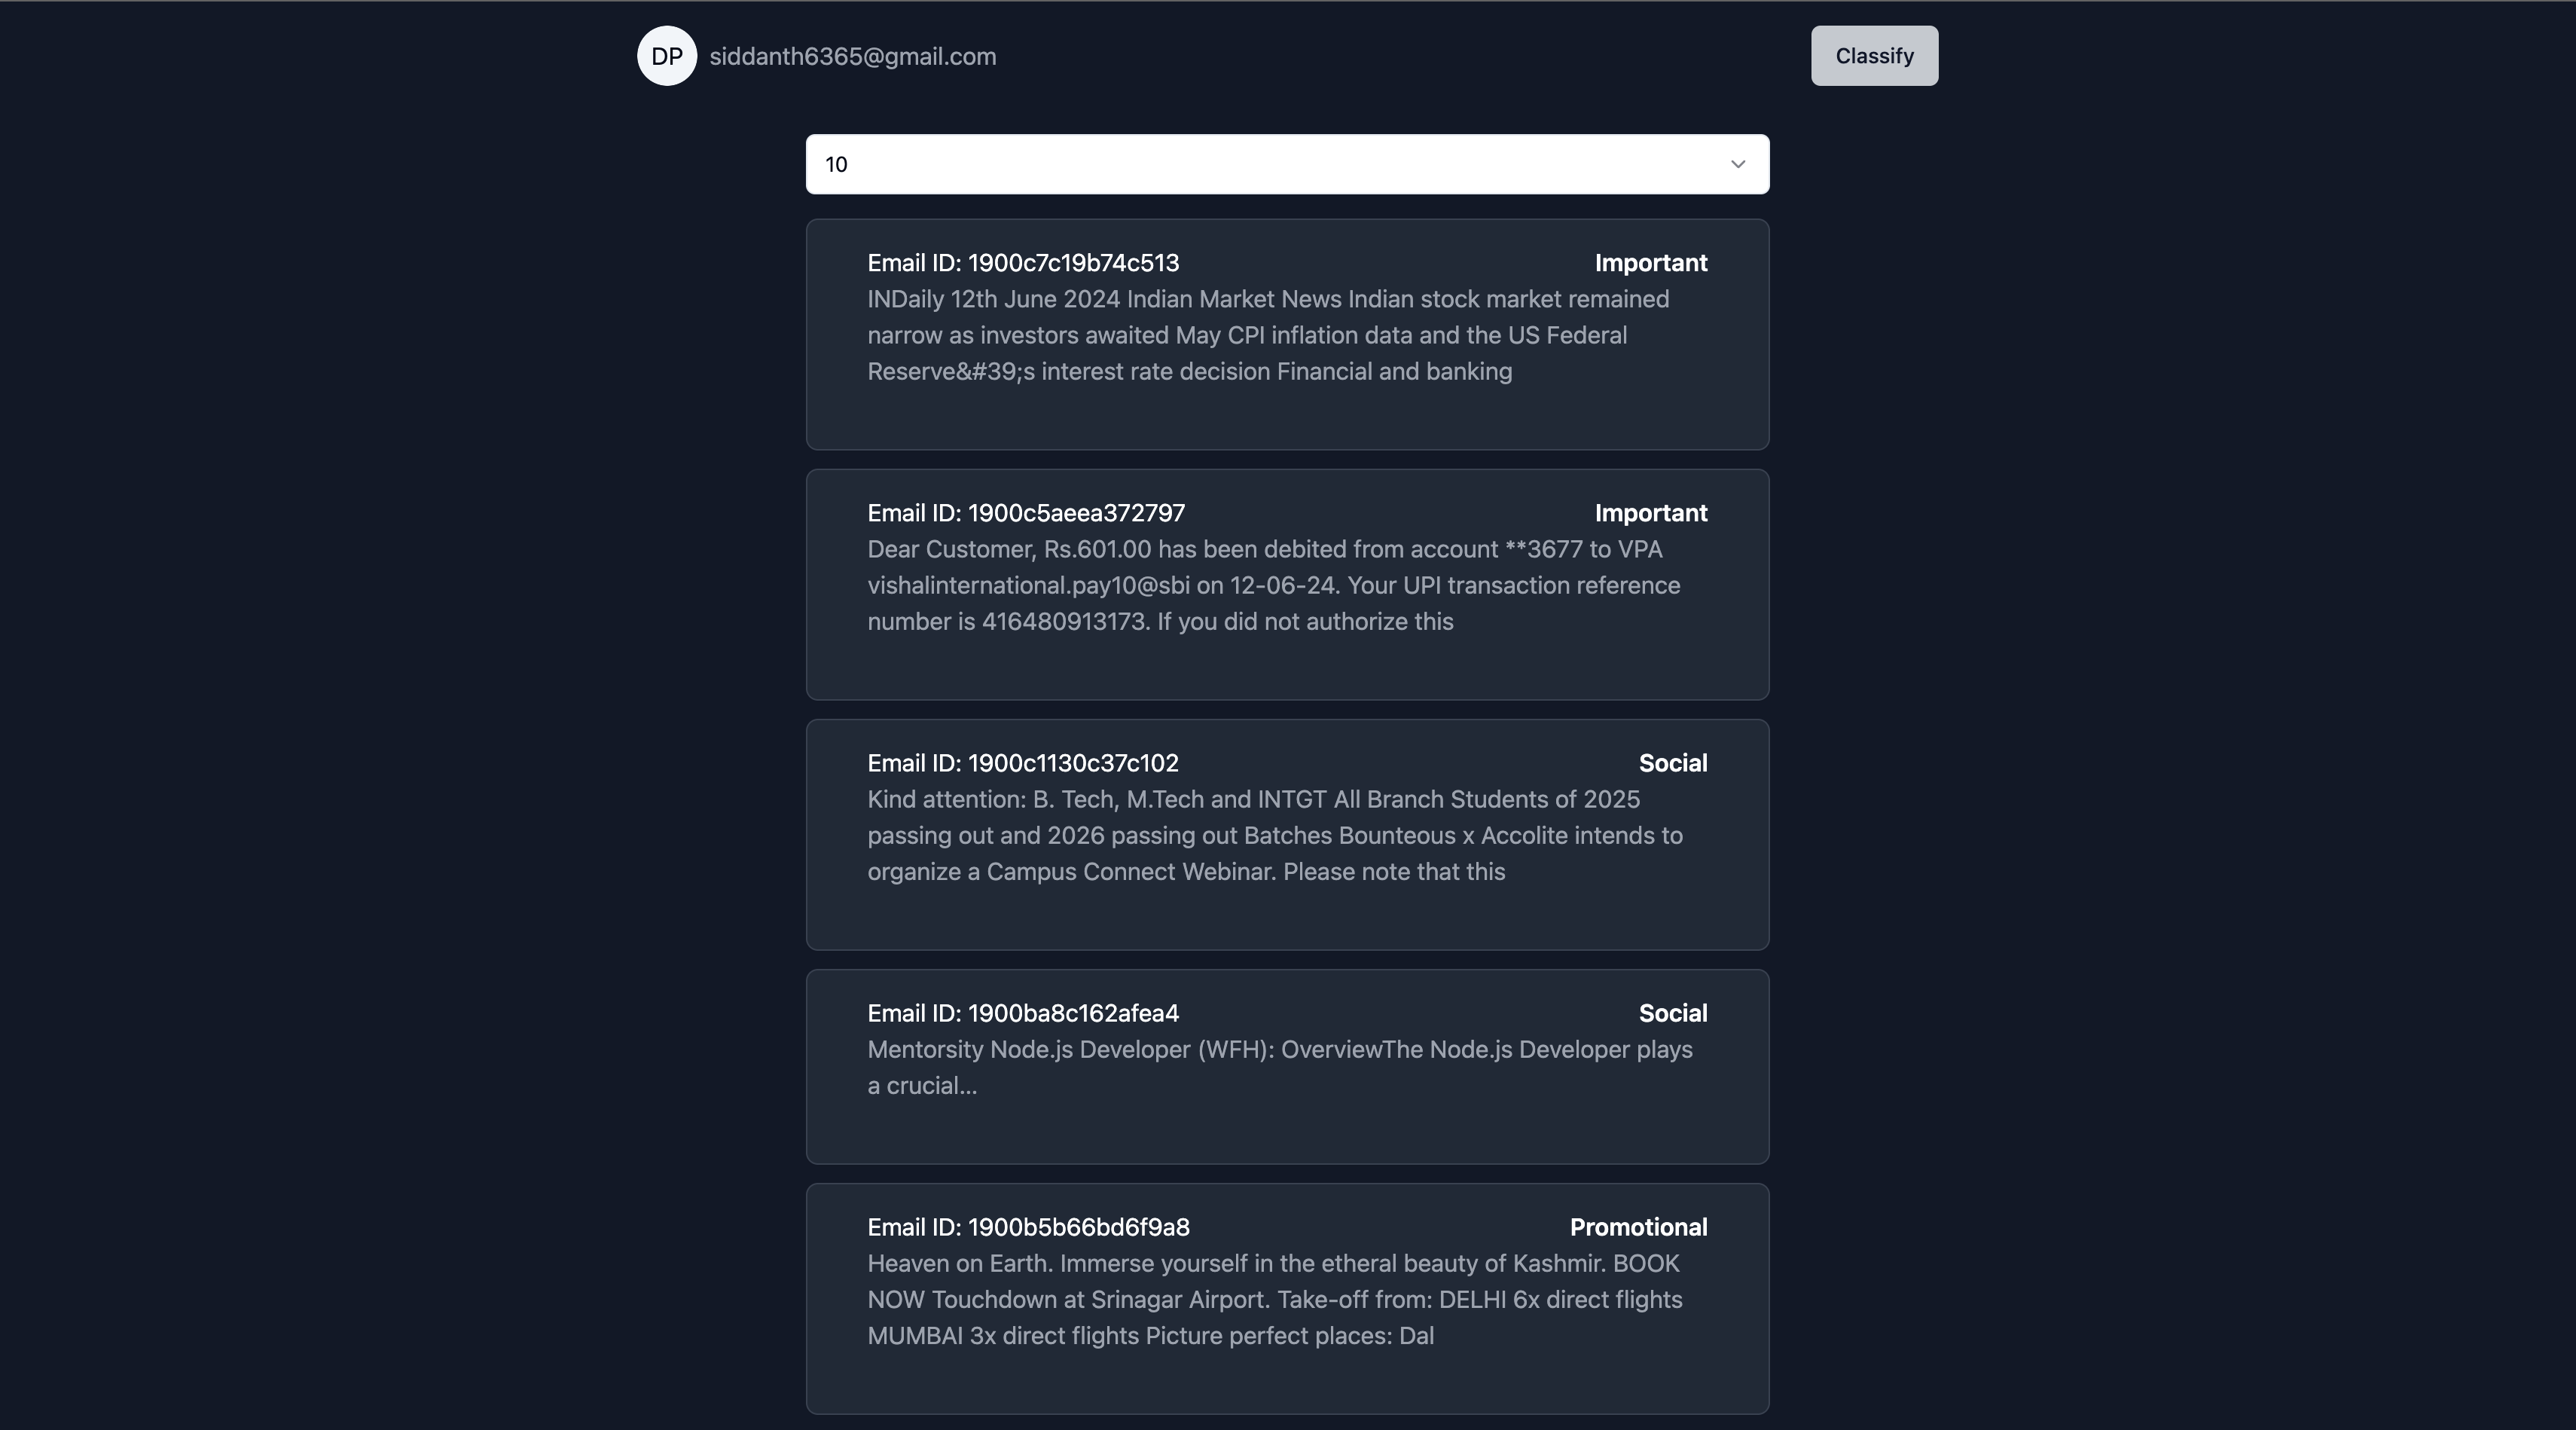 DP siddanth6365@gmail.com Classify
10
Email ID: 1900c7c19b74c513 Important
INDaily 12th June 2024 Indian Market News Indian stock market remained
narrow as investors awaited May CPI inflation data and the US Federal
Reserve&#39;s interest rate decision Financial and banking
Email ID: 1900c5aeea372797 Important
Dear Customer, Rs.601.00 has been debited from account **3677 to VPA
vishalinternational.pay10@sbi on 12-06-24. Your UPI transaction reference
number is 416480913173. If you did not authorize this
Email ID: 1900c1130c37c102 Social
Kind attention: B. Tech, M.Tech and INTGT All Branch Students of 2025
passing out and 2026 passing out Batches Bounteous x Accolite intends to
organize a Campus Connect Webinar. Please note that this
Email ID: 1900ba8c162afea4 Social
Mentorsity Node.js Developer (WFH): OverviewThe Node.js Developer plays
a crucial...
Email ID: 1900b5b66bd6f9a8 Promotional
Heaven on Earth. Immerse yourself in the etheral beauty of Kashmir. BOOK
NOW Touchdown at Srinagar Airport. Take-off from: DELHI 6x direct flights
MUMBAI 3x direct flights Picture perfect places: Dal